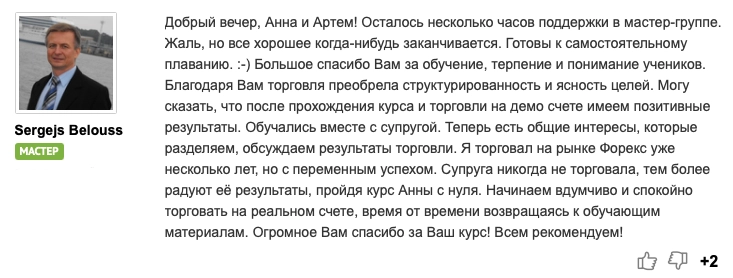 Добрый вечер, Анна и Артем! Осталось несколько часов поддержки в мастер-группе.
Жаль, но все хорошее когда-нибудь заканчивается. Готовы к самостоятельному
плаванию. :-) Большое спасибо Вам за обучение, терпение и понимание учеников.
Благодаря Вам торговля преобрела структурированность и ясность целей. Могу
сказать, что после прохождения курса и торговли на демо счете имеем позитивные
результаты. Обучались вместе с супругой. Теперь есть общие интересы, которые
разделяем, обсуждаем результаты торговли. Я торговал на рынке Форекс уже
несколько лет, но с переменным успехом. Супруга никогда не торговала, тем более
радуют её результаты, пройдя курс Анны с нуля. Начинаем вдумчиво и спокойно
торговать на реальном счете, время от времени возвращаясь к обучающим
материалам. Огромное Вам спасибо за Ваш курс! Всем рекомендуем!
Sergejs Belouss
МАСТЕР
+2